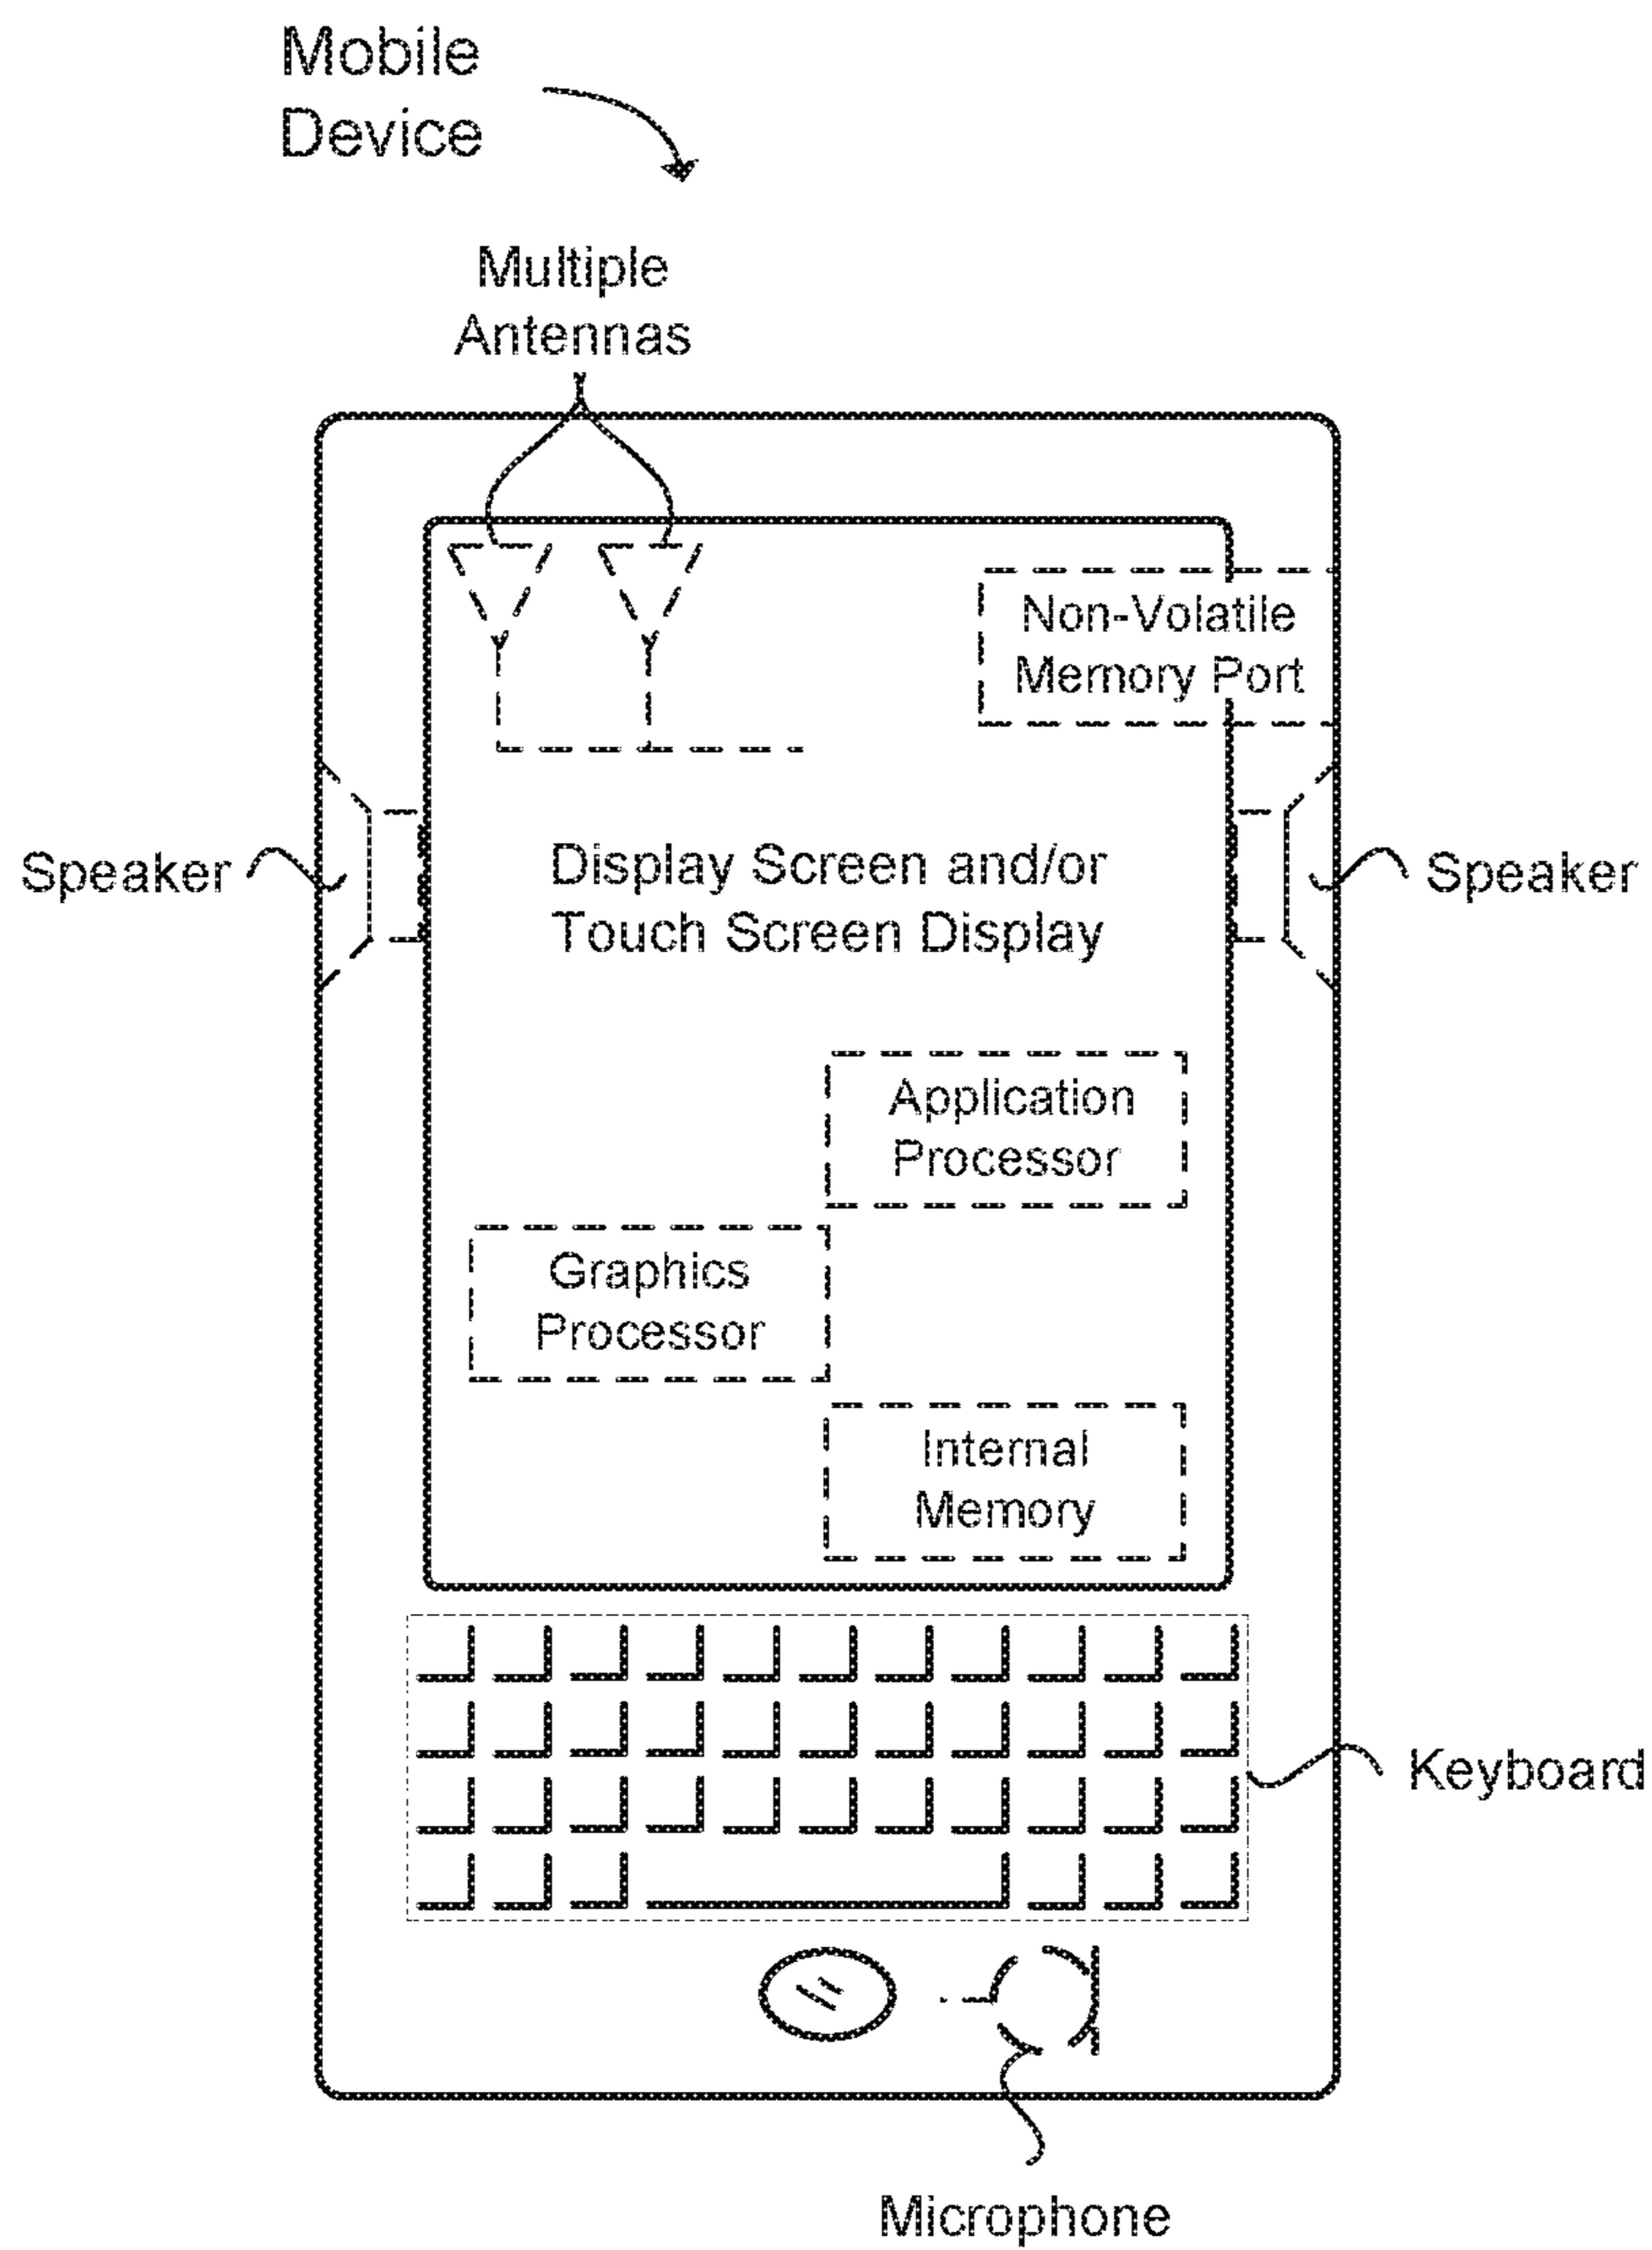 Mobile
Device
Multiple
Antennas
Non-Volatile
Memory Port
Speaker
Display Screen and/or
Touch Screen Display
Speaker
Application
Processor
Graphics
Processor
Internal
Memory
Keyboard
Microphone